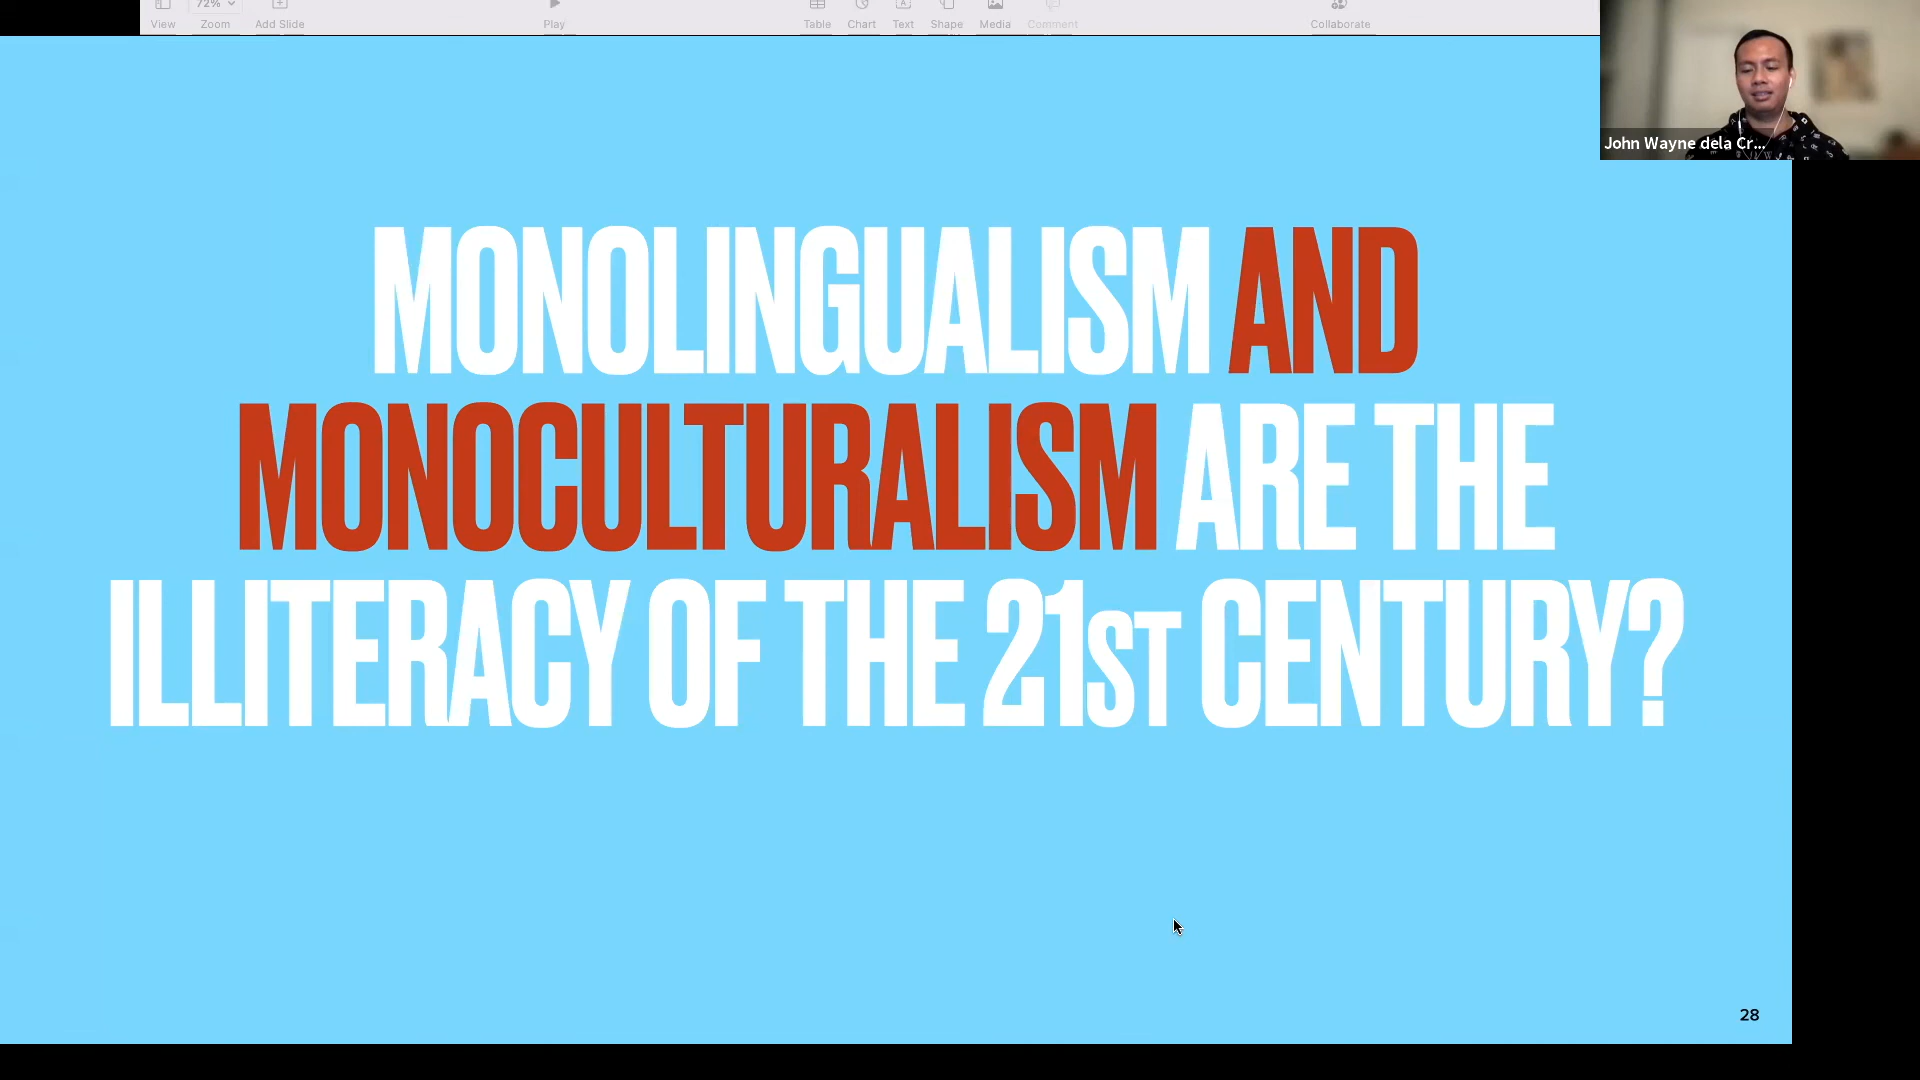 72%
View
Zoom
Add Slide
Play
Table
Chart
Text
Shape
Media
Comment
Collaborate
John Wayne dela Cr...
MONOLINGUALISM AND
MONOCULTURALISM ARE THE
ILLITERACY OF THE 21ST CENTURY?
28